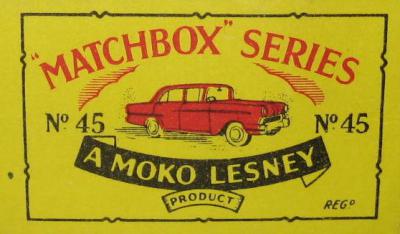 "MATCHBOX" SERIES
Nº 45 Nº 45
A MOKO LESNEY
PRODUCT
REGD